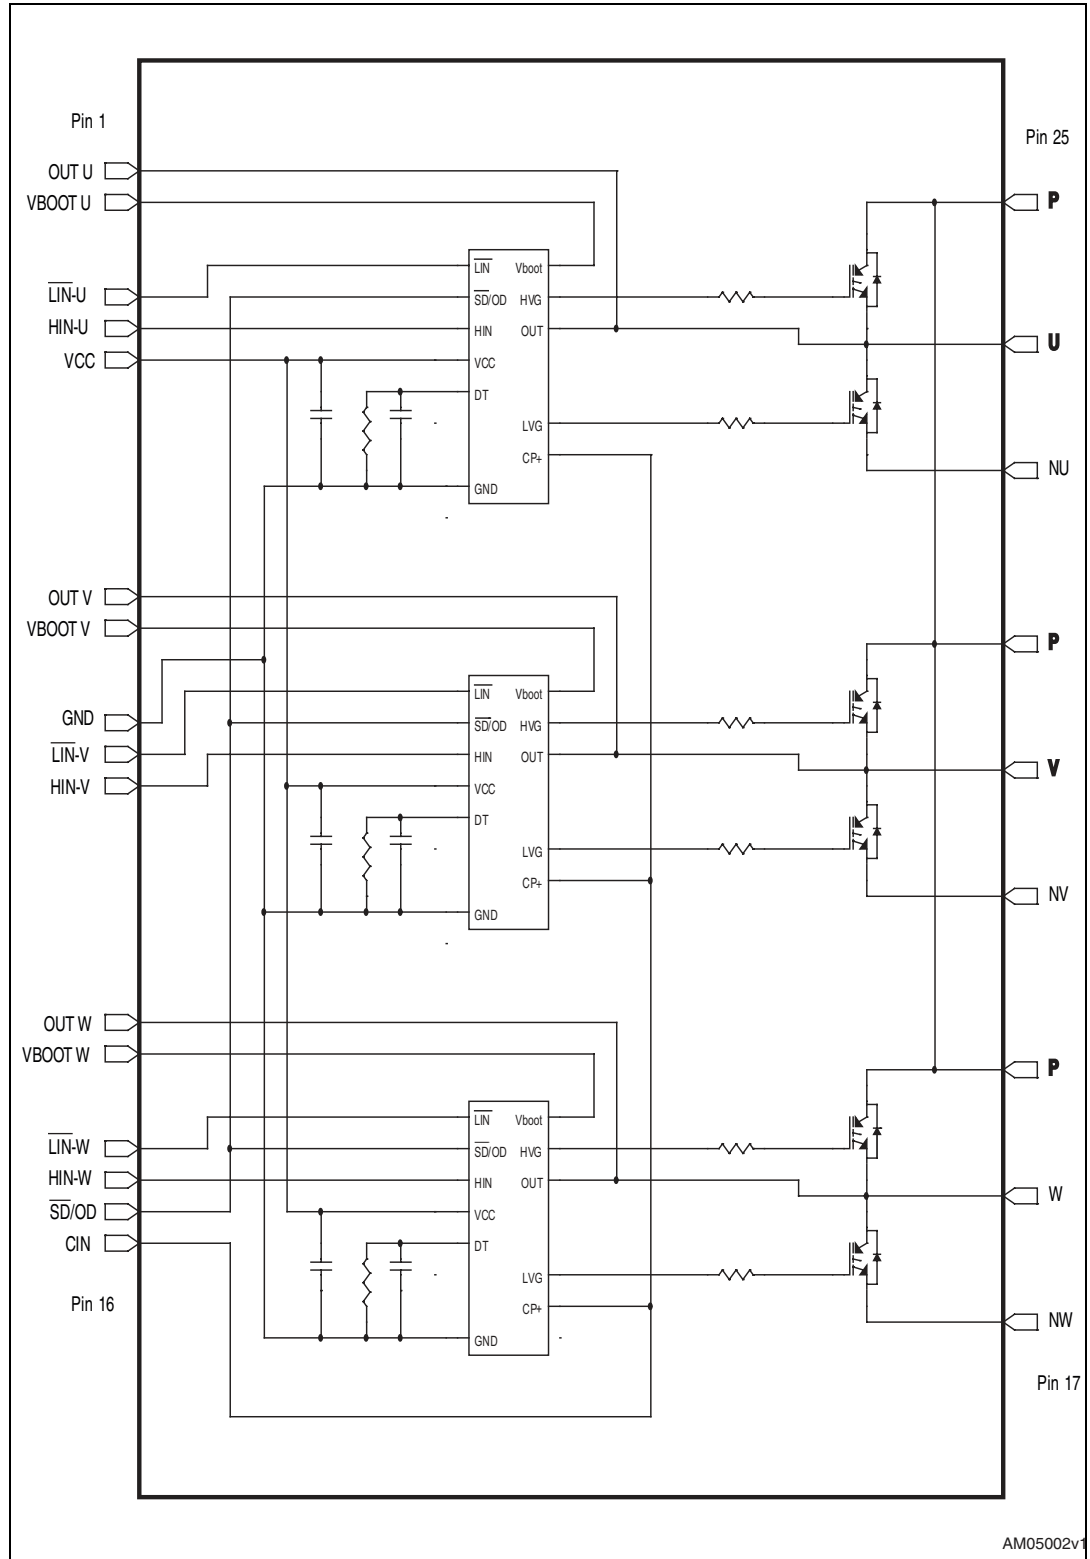 Pin 1
Pin 25
OUT U
VBOOT U
P
LIN-U
HIN-U
VCC
LIN
SD/OD
HIN
VCC
DT
GND
Vboot
HVG
OUT
LVG
CP+
U
NU
OUT V
VBOOT V
P
GND
LIN-V
HIN-V
LIN
SD/OD
HIN
VCC
DT
GND
Vboot
HVG
OUT
LVG
CP+
V
NV
OUT W
VBOOT W
P
LIN-W
HIN-W
SD/OD
CIN
LIN
SD/OD
HIN
VCC
DT
GND
Vboot
HVG
OUT
LVG
CP+
W
NW
Pin 16
Pin 17
AM05002v1